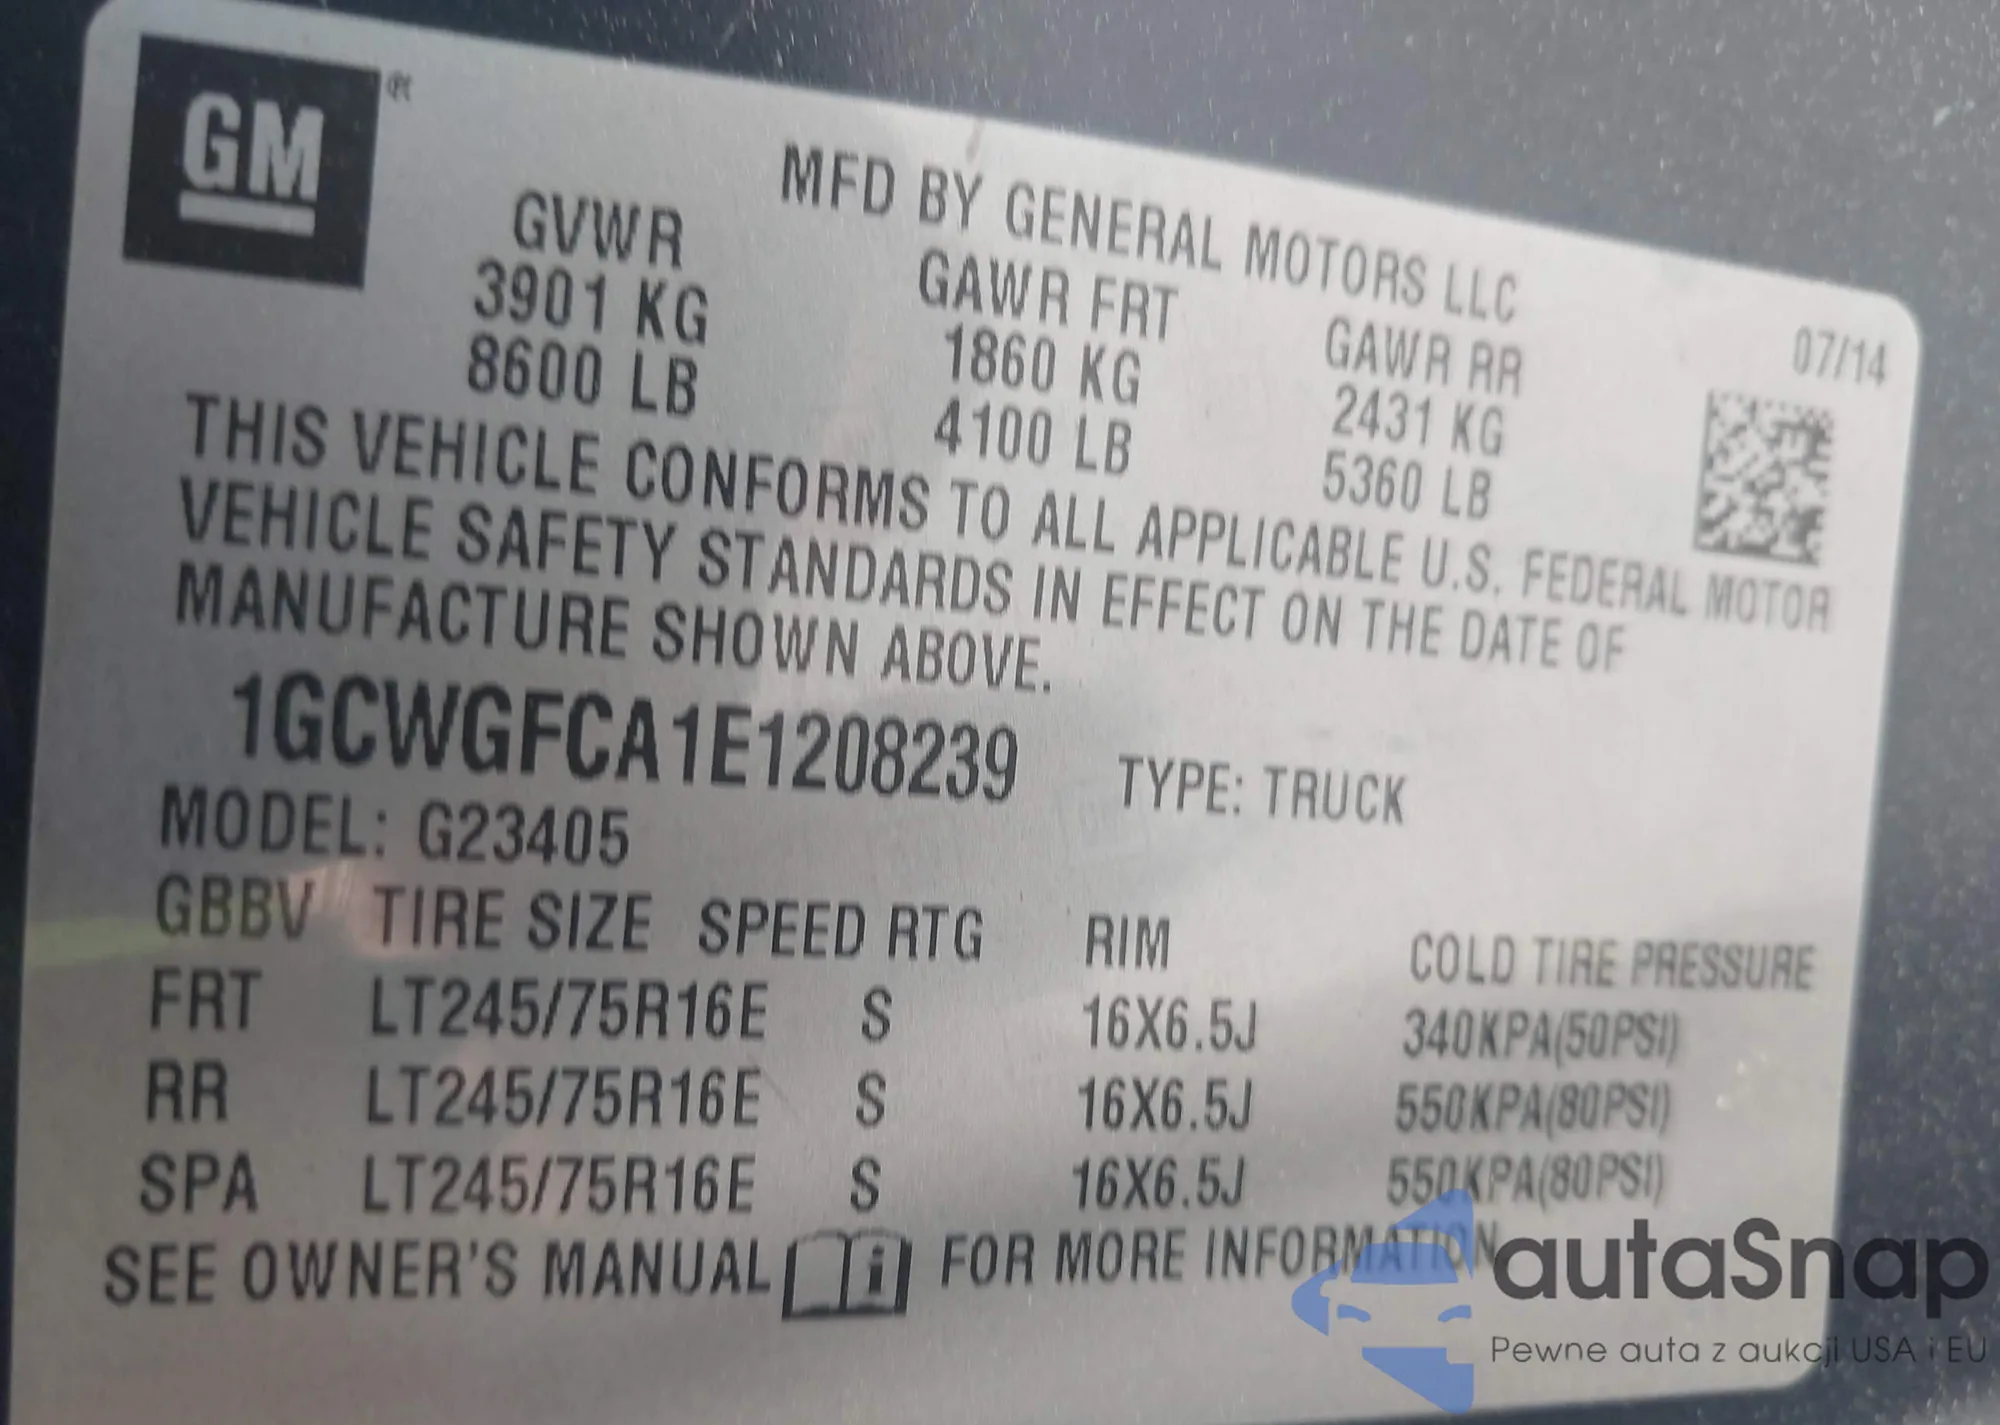 GM
MFD BY GENERAL MOTORS LLC
07/14
GVWR GAWR FRT GAWR RR
3901 KG 1860 KG 2431 KG
8600 LB 4100 LB 5360 LB
THIS VEHICLE CONFORMS TO ALL APPLICABLE U.S. FEDERAL MOTOR
VEHICLE SAFETY STANDARDS IN EFFECT ON THE DATE OF
MANUFACTURE SHOWN ABOVE.
1GCWGFCA1E1208239 TYPE: TRUCK
MODEL: G23405
GBBV TIRE SIZE SPEED RTG RIM COLD TIRE PRESSURE
FRT LT245/75R16E S 16X6.5J 340KPA(50PSI)
RR LT245/75R16E S 16X6.5J 550KPA(80PSI)
SPA LT245/75R16E S 16X6.5J 550KPA(80PSI)
SEE OWNER'S MANUAL i FOR MORE INFORMATION
autaSnap
Pewne auta z aukcji USA i EU